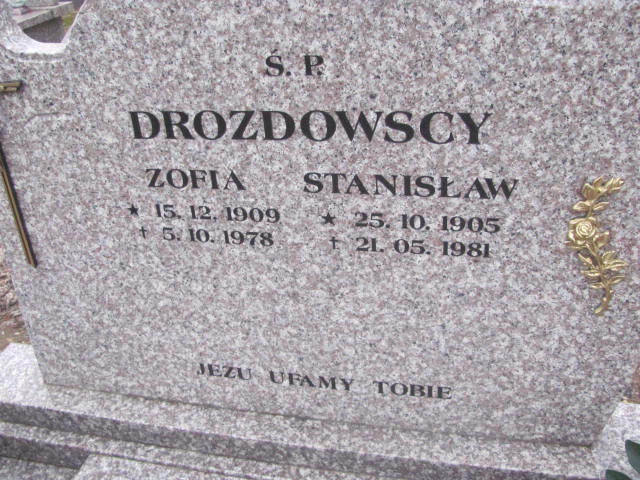 Ś. P.
DROZDOWSCY
ZOFIA STANISŁAW
★ 15. 12. 1909 ★ 25. 10. 1905
† 5. 10. 1978 † 21. 05. 1981
JEZU UFAMY TOBIE